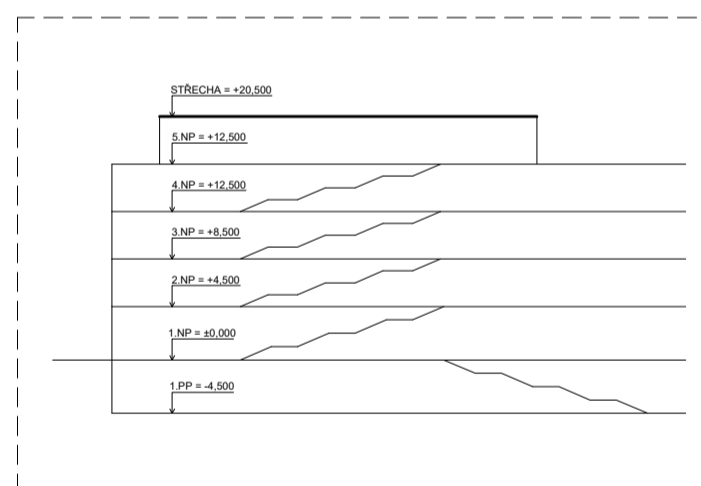 STŘECHA = +20,500
5.NP = +12,500
4.NP = +12,500
3.NP = +8,500
2.NP = +4,500
1.NP = ±0,000
1.PP = -4,500